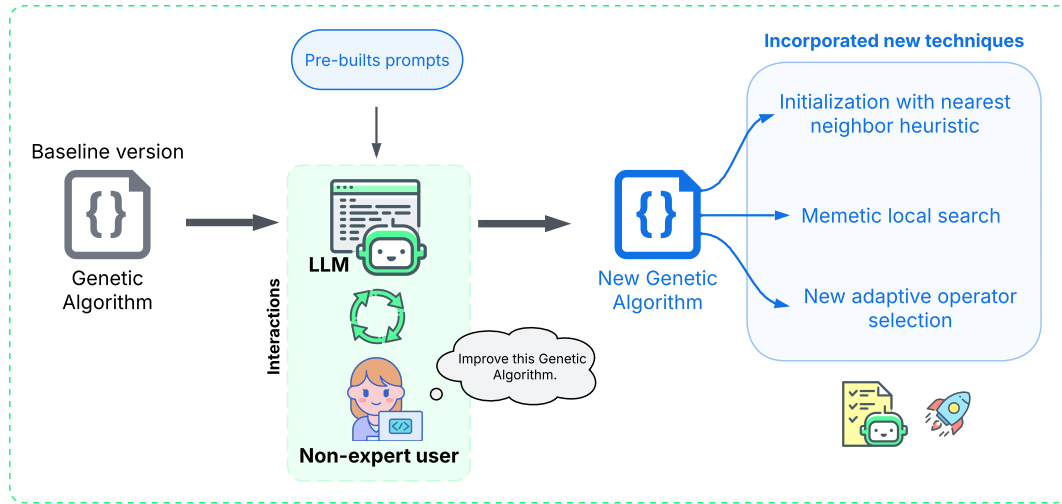 Incorporated new techniques
Pre-builts prompts
Initialization with nearest
neighbor heuristic
Baseline version
{ }
Genetic
Algorithm
LLM
Interactions
Improve this Genetic
Algorithm.
</>
Non-expert user
{ }
New Genetic
Algorithm
Memetic local search
New adaptive operator
selection